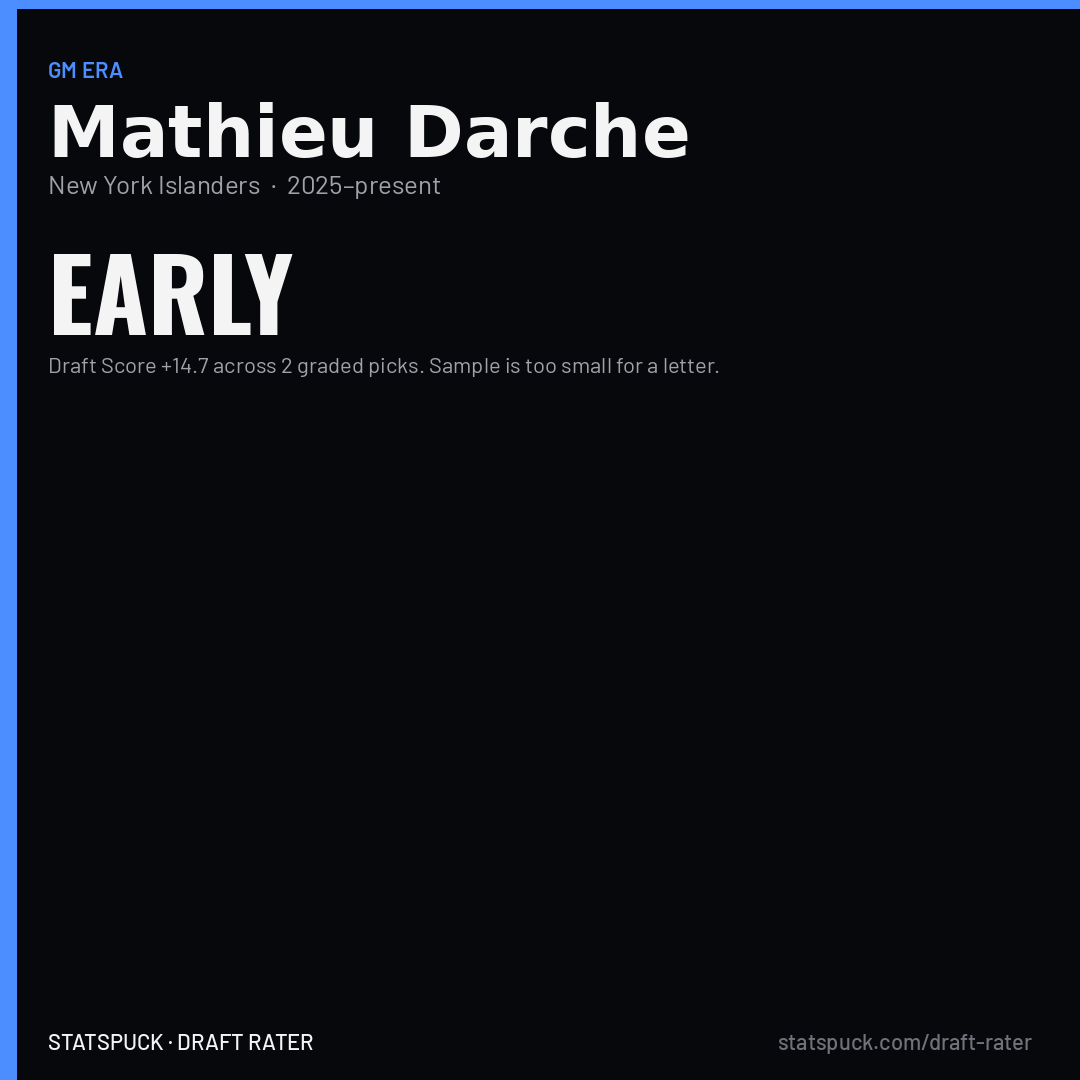 GM ERA
Mathieu Darche
New York Islanders · 2025–present
EARLY
Draft Score +14.7 across 2 graded picks. Sample is too small for a letter.
STATSPUCK · DRAFT RATER
statspuck.com/draft-rater